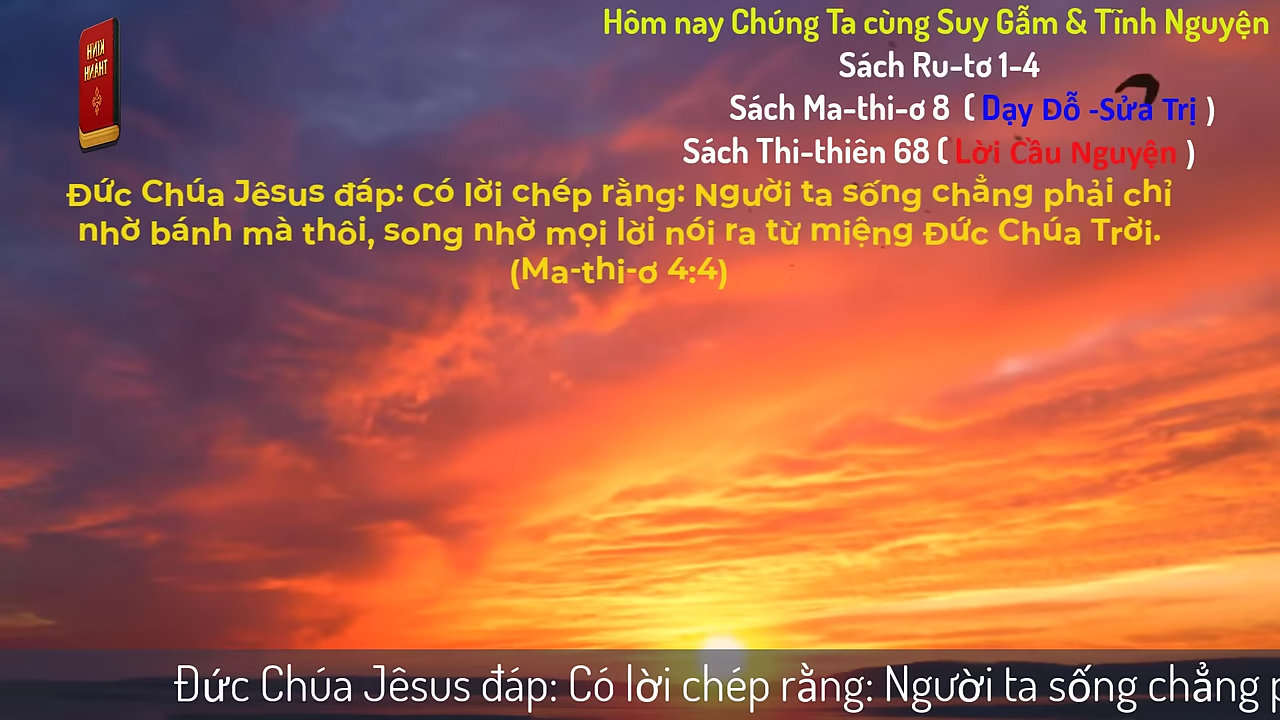 KINH
THÁNH
Hôm nay Chúng Ta cùng Suy Gẫm & Tĩnh Nguyện
Sách Ru-tơ 1-4
Sách Ma-thi-ơ 8 ( Dạy Đỗ -Sửa Trị )
Sách Thi-thiên 68 ( Lời Cầu Nguyện )
Đức Chúa Jêsus đáp: Có lời chép rằng: Người ta sống chẳng phải chỉ
nhờ bánh mà thôi, song nhờ mọi lời nói ra từ miệng Đức Chúa Trời.
(Ma-thi-ơ 4:4)
Đức Chúa Jêsus đáp: Có lời chép rằng: Người ta sống chẳng